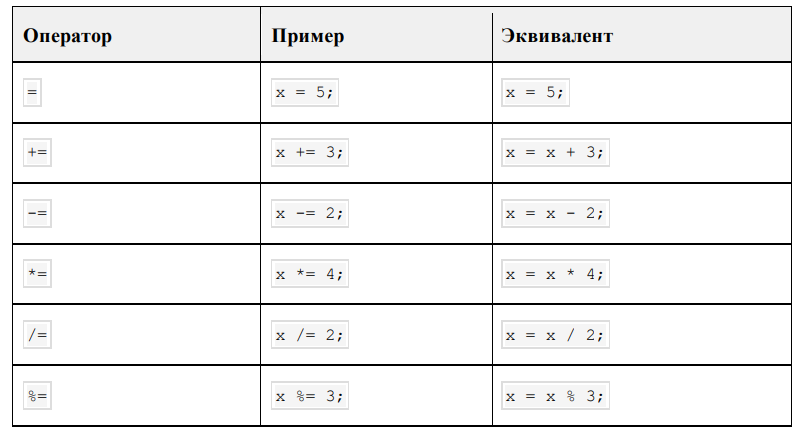 Оператор Пример Эквивалент
= x = 5; x = 5;
+= x += 3; x = x + 3;
-= x -= 2; x = x - 2;
*= x *= 4; x = x * 4;
/= x /= 2; x = x / 2;
%= x %= 3; x = x % 3;